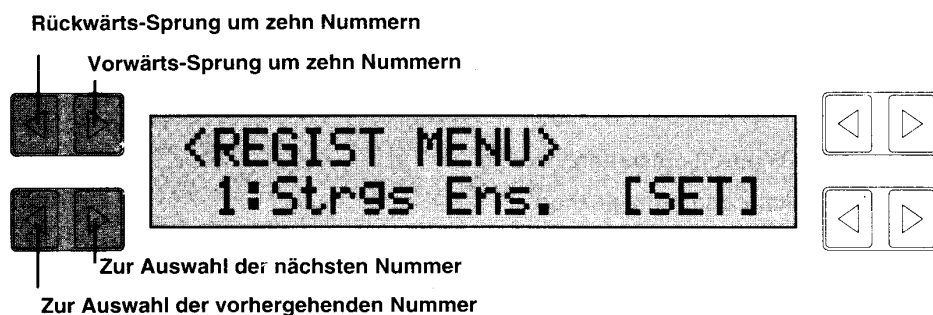 Rückwärts-Sprung um zehn Nummern
Vorwärts-Sprung um zehn Nummern
<REGIST MENU>
1:Strgs Ens. [SET]
Zur Auswahl der nächsten Nummer
Zur Auswahl der vorhergehenden Nummer